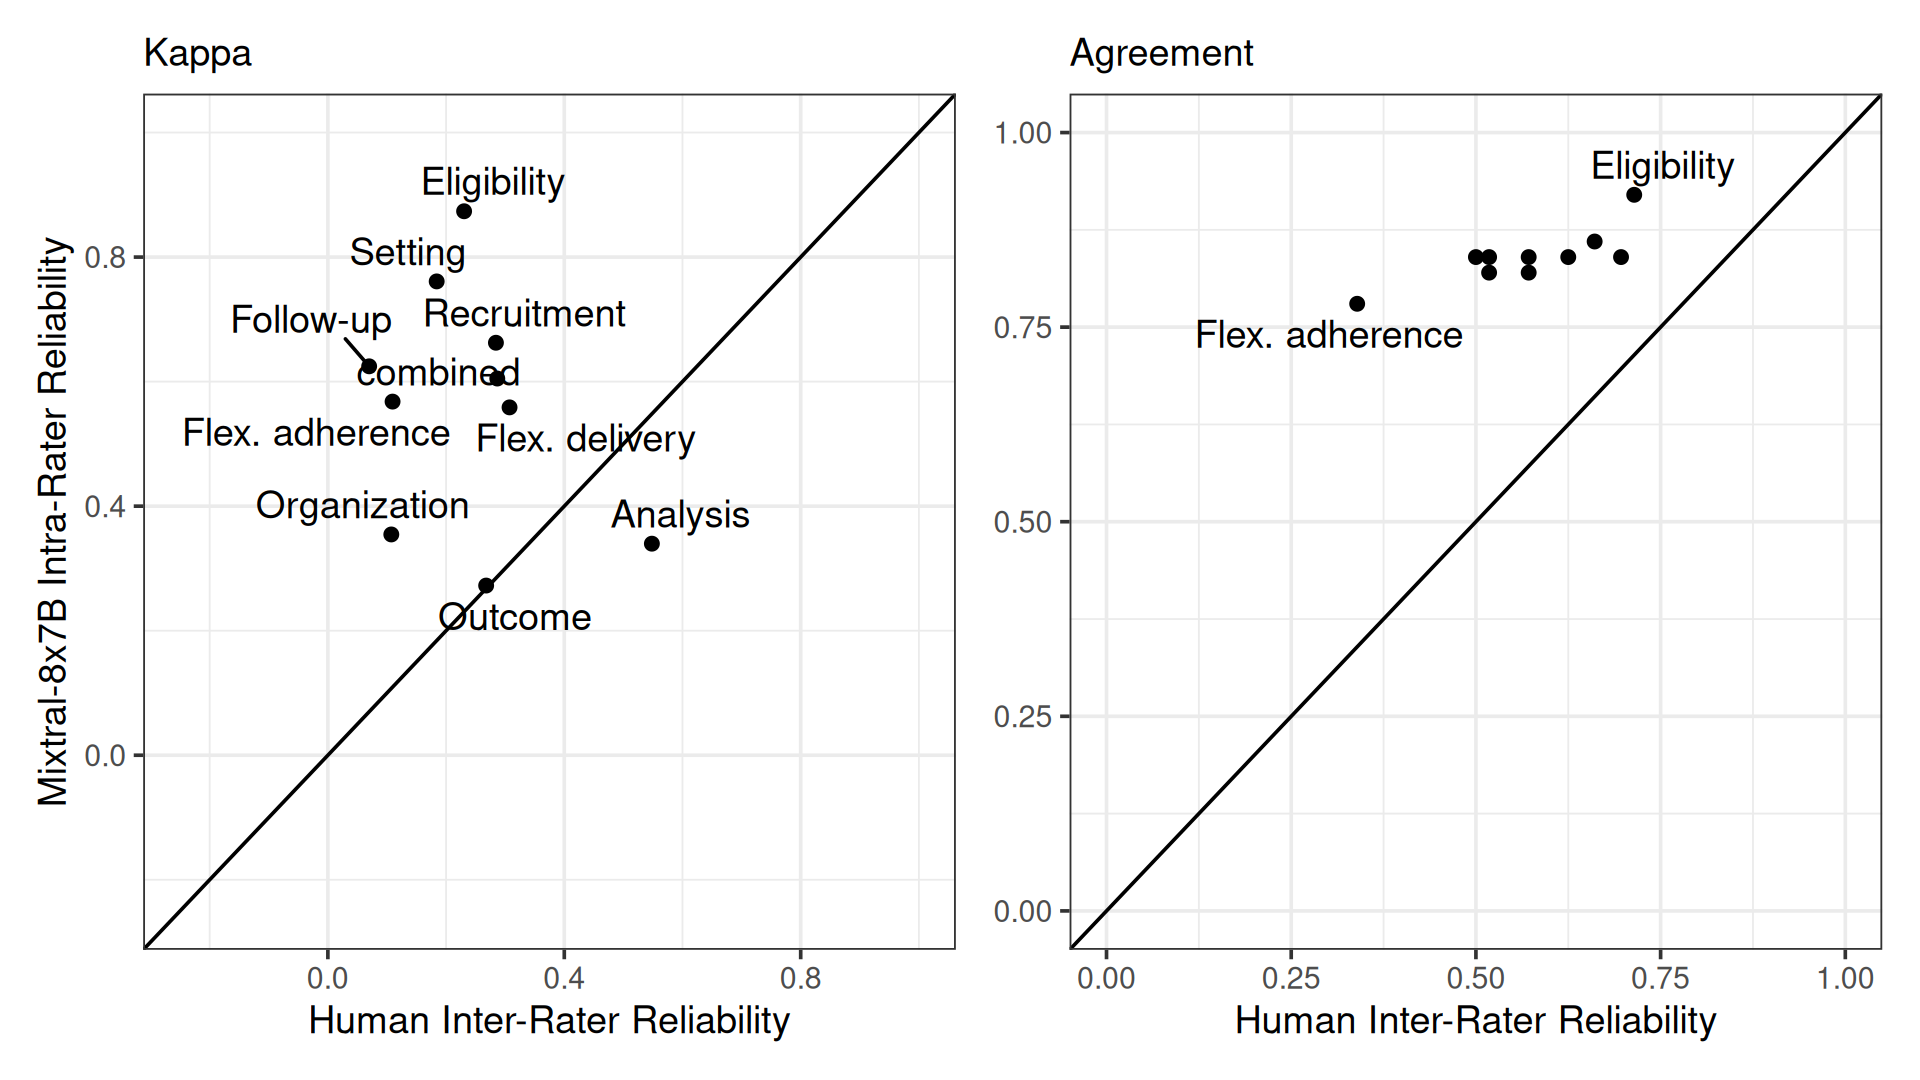 Kappa
Mixtral-8x7B Intra-Rater Reliability
0.8
0.4
0.0
Eligibility
Setting
Recruitment
Follow-up
combined
Flex. adherence
Flex. delivery
Organization
Analysis
Outcome
0.0 0.4 0.8
Human Inter-Rater Reliability
Agreement
1.00
0.75
0.50
0.25
0.00
Eligibility
Flex. adherence
0.00 0.25 0.50 0.75 1.00
Human Inter-Rater Reliability